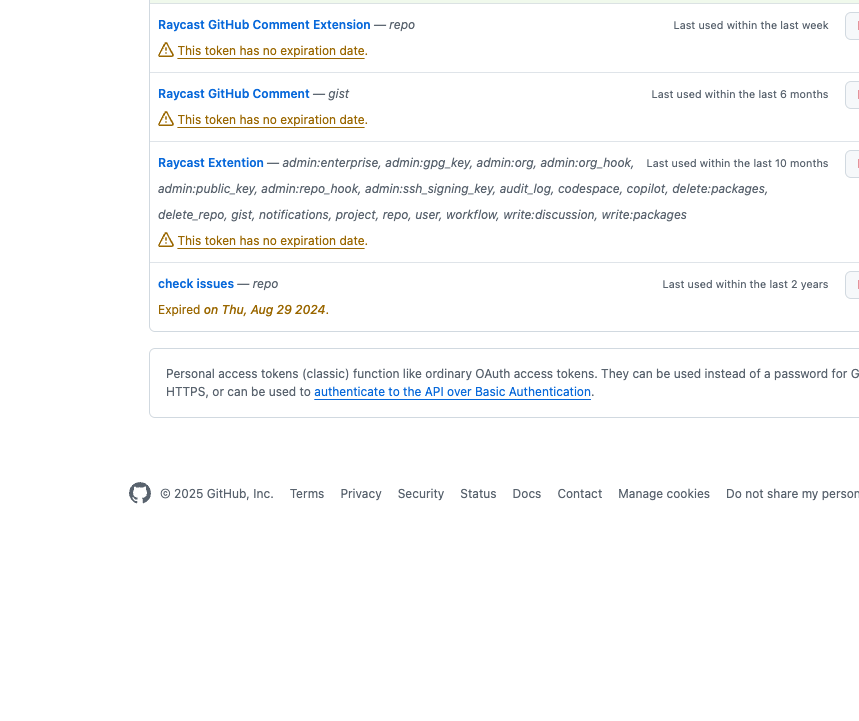 Raycast GitHub Comment Extension — repo Last used within the last week
This token has no expiration date.
Raycast GitHub Comment — gist Last used within the last 6 months
This token has no expiration date.
Raycast Extention — admin:enterprise, admin:gpg_key, admin:org, admin:org_hook, Last used within the last 10 months
admin:public_key, admin:repo_hook, admin:ssh_signing_key, audit_log, codespace, copilot, delete:packages,
delete_repo, gist, notifications, project, repo, user, workflow, write:discussion, write:packages
This token has no expiration date.
check issues — repo Last used within the last 2 years
Expired on Thu, Aug 29 2024.
Personal access tokens (classic) function like ordinary OAuth access tokens. They can be used instead of a password for G
HTTPS, or can be used to authenticate to the API over Basic Authentication.
© 2025 GitHub, Inc. Terms Privacy Security Status Docs Contact Manage cookies Do not share my person